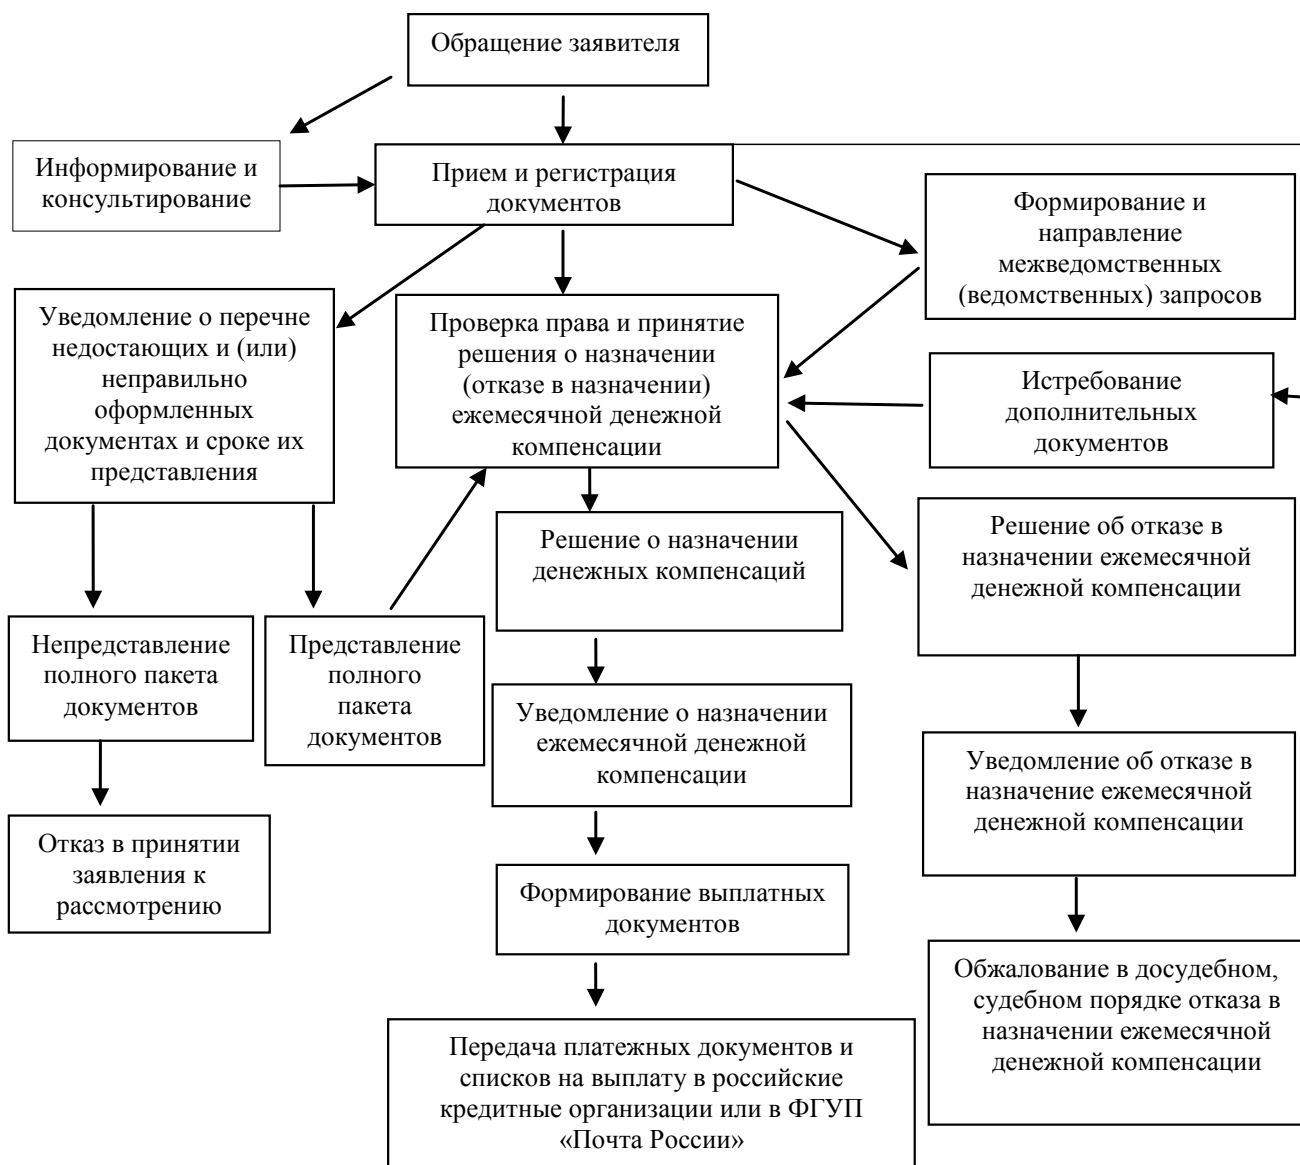 Обращение заявителя
Информирование и
консультирование
Прием и регистрация
документов
Формирование и
направление
межведомственных
(ведомственных) запросов
Уведомление о перечне
недостающих и (или)
неправильно
оформленных
документах и сроке их
представления
Проверка права и принятие
решения о назначении
(отказе в назначении)
ежемесячной денежной
компенсации
Истребование
дополнительных
документов
Решение о назначении
денежных компенсаций
Решение об отказе в
назначении ежемесячной
денежной компенсации
Непредставление
полного пакета
документов
Представление
полного
пакета
документов
Уведомление о назначении
ежемесячной денежной
компенсации
Уведомление об отказе в
назначение ежемесячной
денежной компенсации
Отказ в принятии
заявления к
рассмотрению
Формирование выплатных
документов
Обжалование в досудебном,
судебном порядке отказа в
назначении ежемесячной
денежной компенсации
Передача платежных документов и
списков на выплату в российские
кредитные организации или в ФГУП
«Почта России»